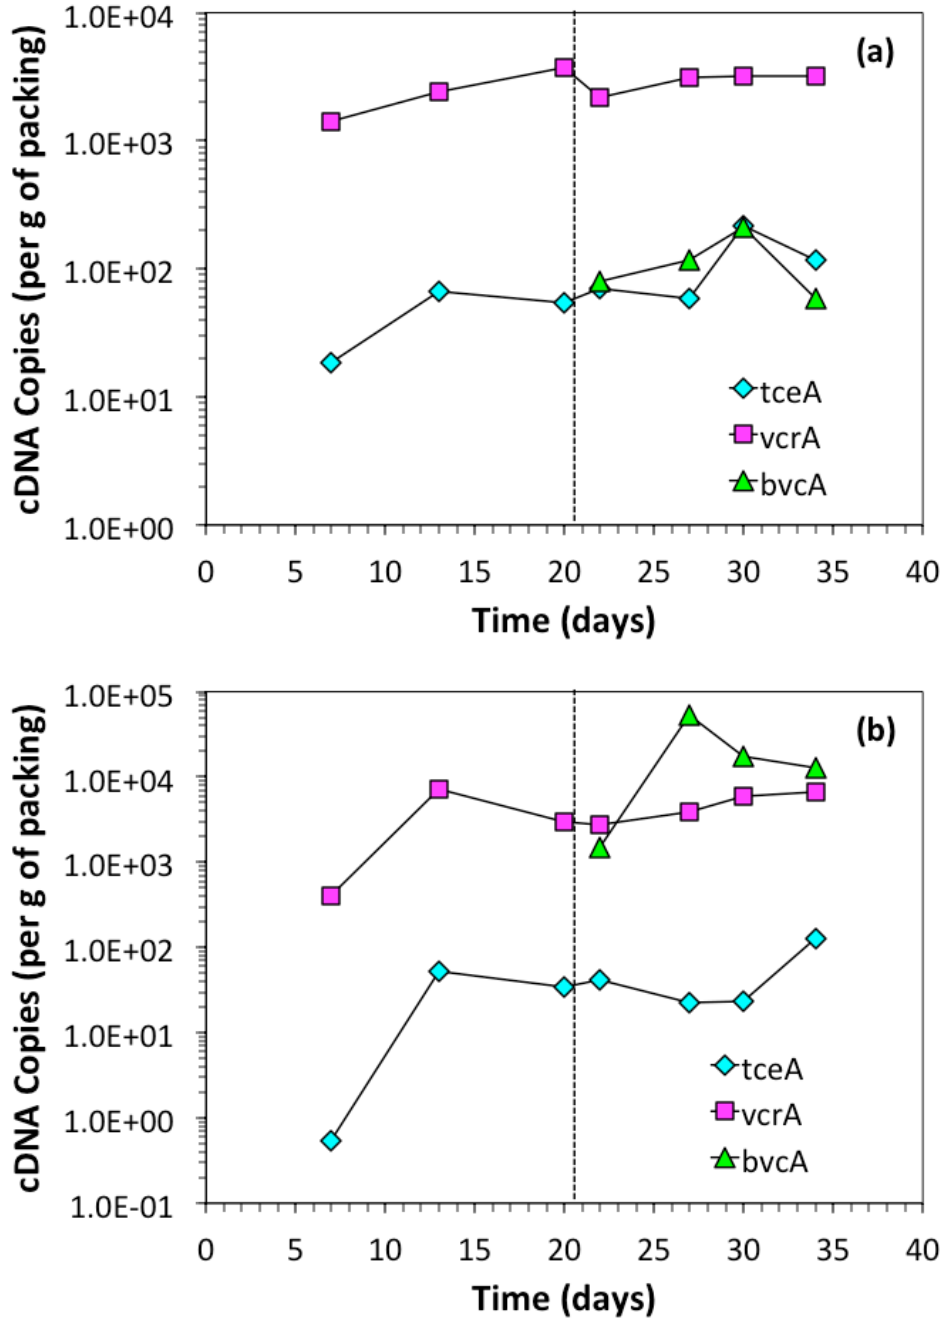 1.0E+04
(a)
1.0E+03
1.0E+02
1.0E+01
1.0E+00
cDNA Copies (per g of packing)
tceA
vcrA
bvcA
0 5 10 15 20 25 30 35 40
Time (days)
1.0E+05
(b)
1.0E+04
1.0E+03
1.0E+02
1.0E+01
1.0E+00
1.0E-01
cDNA Copies (per g of packing)
tceA
vcrA
bvcA
0 5 10 15 20 25 30 35 40
Time (days)